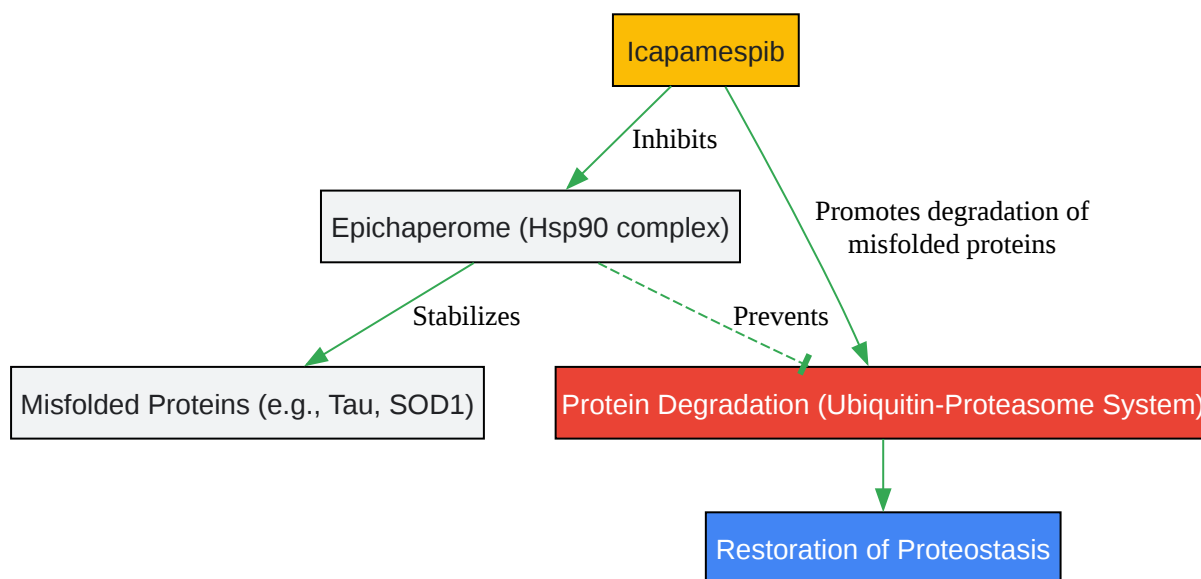 Icapamespib
Inhibits
Epichaperome (Hsp90 complex)
Promotes degradation of
misfolded proteins
Stabilizes
Prevents
Misfolded Proteins (e.g., Tau, SOD1)
Protein Degradation (Ubiquitin-Proteasome System)
Restoration of Proteostasis